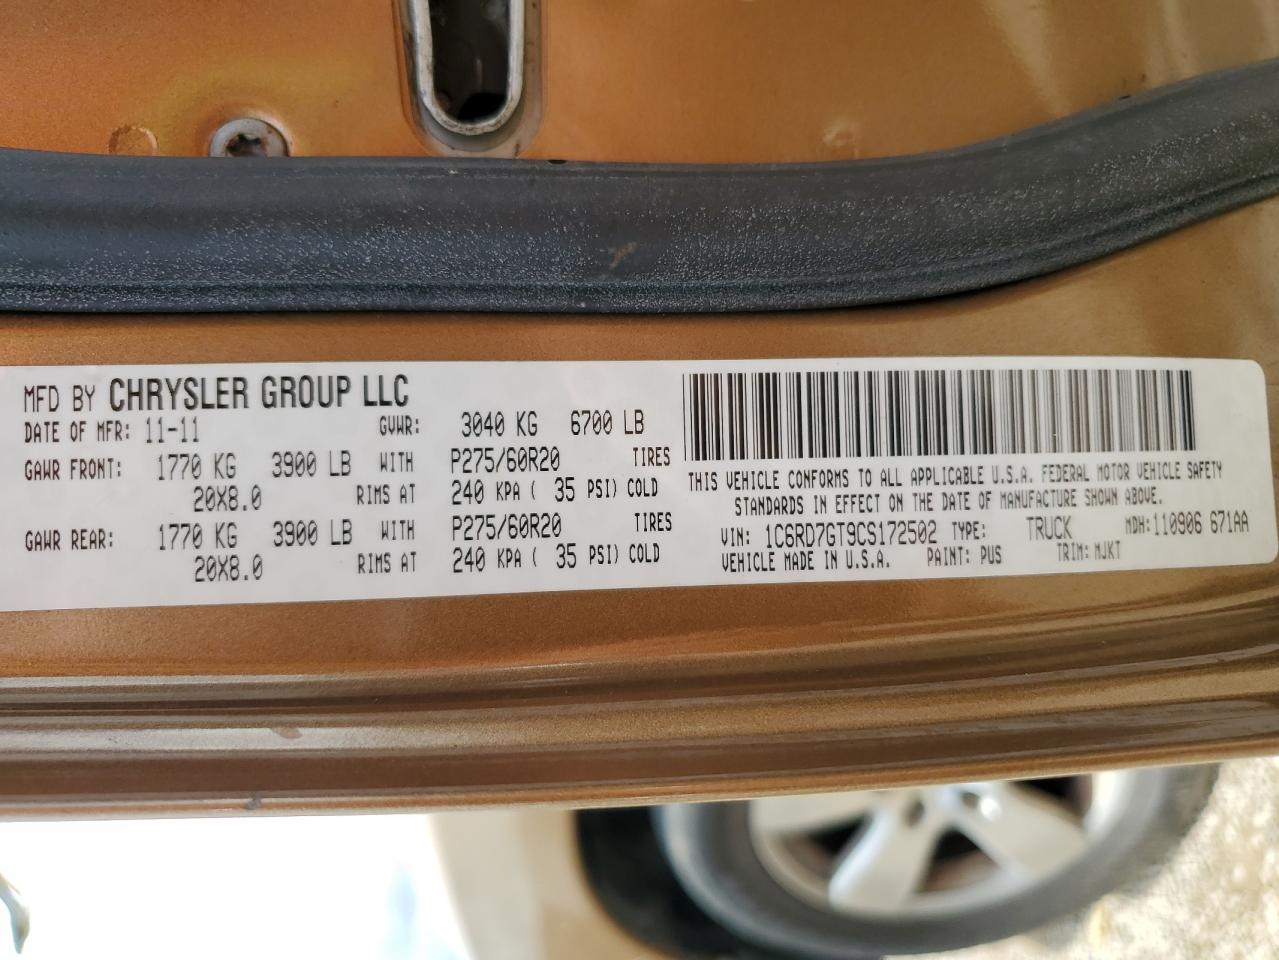 MFD BY CHRYSLER GROUP LLC
DATE OF MFR: 11-11 GVWR: 3040 KG 6700 LB
GAWR FRONT: 1770 KG 3900 LB WITH P275/60R20 TIRES
20X8.0 RIMS AT 240 KPA ( 35 PSI) COLD
GAWR REAR: 1770 KG 3900 LB WITH P275/60R20 TIRES
20X8.0 RIMS AT 240 KPA ( 35 PSI) COLD
THIS VEHICLE CONFORMS TO ALL APPLICABLE U.S.A. FEDERAL MOTOR VEHICLE SAFETY
STANDARDS IN EFFECT ON THE DATE OF MANUFACTURE SHOWN ABOVE.
VIN: 1C6RD7GT9CS172502 TYPE: TRUCK MDH: 110906 671AA
VEHICLE MADE IN U.S.A. PAINT: PUS TRIM: MJKT